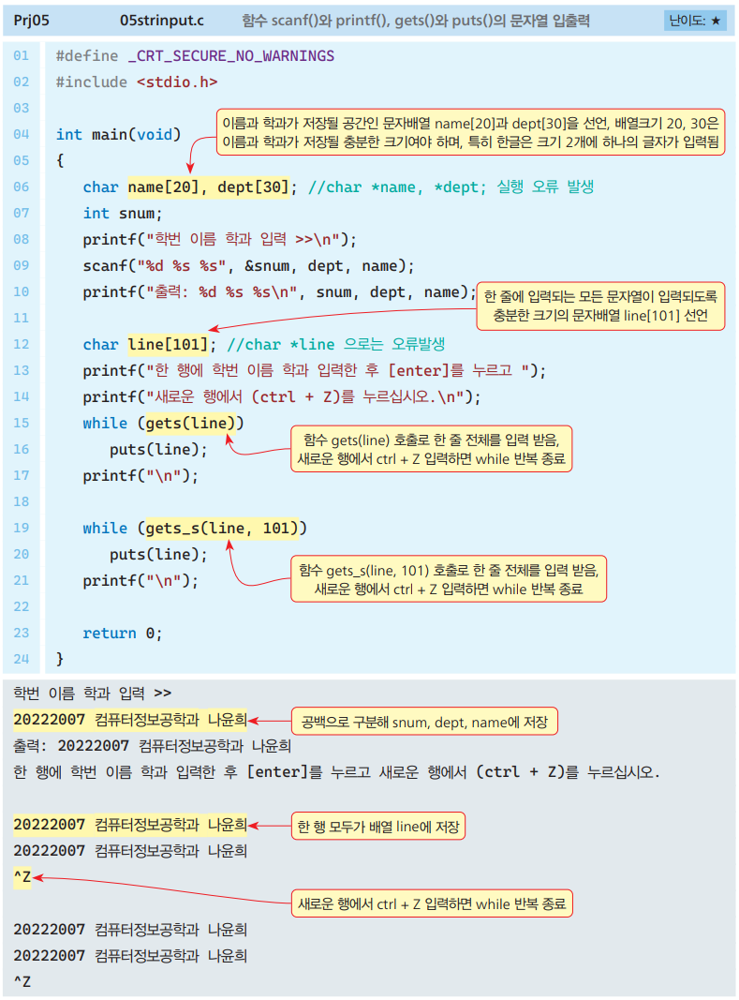 Prj05 05strinput.c 함수 scanf()와 printf(), gets()와 puts()의 문자열 입출력 난이도: ★
01 #define _CRT_SECURE_NO_WARNINGS
02 #include <stdio.h>
03
이름과 학과가 저장될 공간인 문자배열 name[20]과 dept[30]을 선언, 배열크기 20, 30은
이름과 학과가 저장될 충분한 크기여야 하며, 특히 한글은 크기 2개에 하나의 글자가 입력됨
04 int main(void)
05 {
06 char name[20], dept[30]; //char *name, *dept; 실행 오류 발생
07 int snum;
08 printf("학번 이름 학과 입력 >>\n");
09 scanf("%d %s %s", &snum, dept, name);
10 printf("출력: %d %s %s\n", snum, dept, name);
한 줄에 입력되는 모든 문자열이 입력되도록
충분한 크기의 문자배열 line[101] 선언
11
12 char line[101]; //char *line 으로는 오류발생
13 printf("한 행에 학번 이름 학과 입력한 후 [enter]를 누르고 ");
14 printf("새로운 행에서 (ctrl + Z)를 누르십시오.\n");
15 while (gets(line))
16 puts(line);
17 printf("\n");
함수 gets(line) 호출로 한 줄 전체를 입력 받음,
새로운 행에서 ctrl + Z 입력하면 while 반복 종료
18
19 while (gets_s(line, 101))
20 puts(line);
21 printf("\n");
함수 gets_s(line, 101) 호출로 한 줄 전체를 입력 받음,
새로운 행에서 ctrl + Z 입력하면 while 반복 종료
22
23 return 0;
24 }
학번 이름 학과 입력 >>
20222007 컴퓨터정보공학과 나윤희 공백으로 구분해 snum, dept, name에 저장
출력: 20222007 컴퓨터정보공학과 나윤희
한 행에 학번 이름 학과 입력한 후 [enter]를 누르고 새로운 행에서 (ctrl + Z)를 누르십시오.
20222007 컴퓨터정보공학과 나윤희 한 행 모두가 배열 line에 저장
20222007 컴퓨터정보공학과 나윤희
^Z
새로운 행에서 ctrl + Z 입력하면 while 반복 종료
20222007 컴퓨터정보공학과 나윤희
20222007 컴퓨터정보공학과 나윤희
^Z